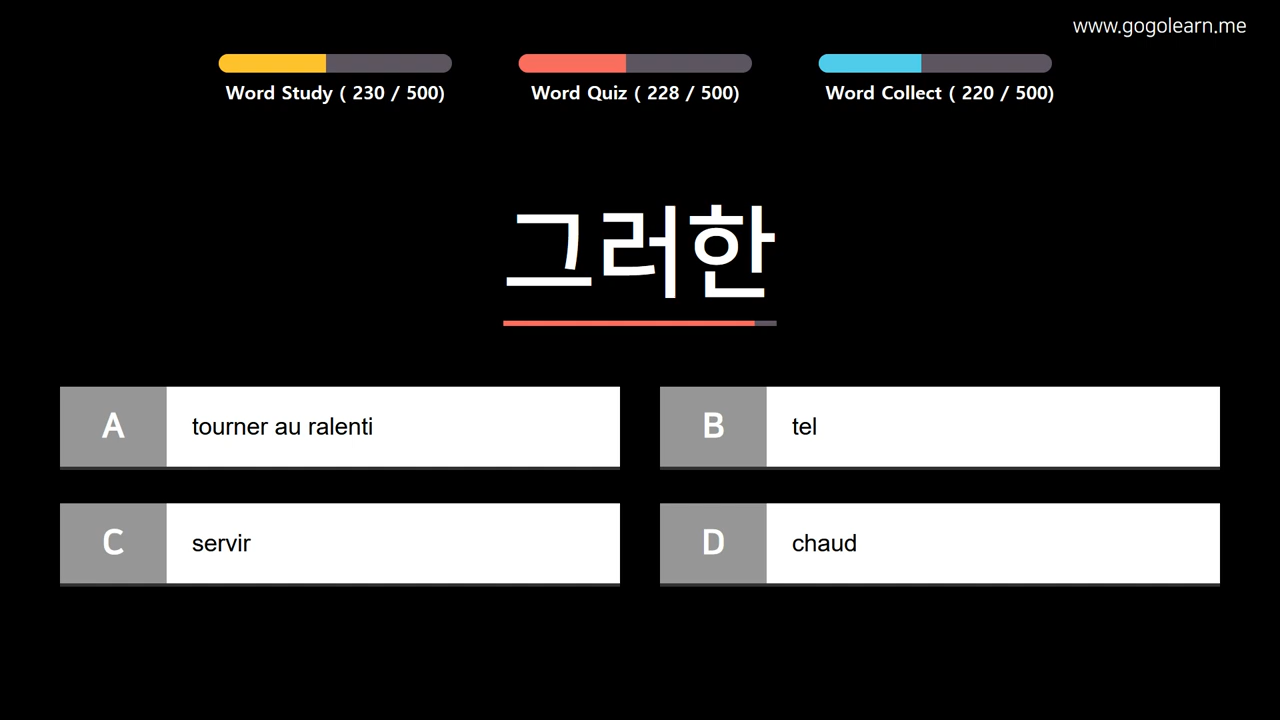 www.gogolearn.me
Word Study ( 230 / 500)
Word Quiz ( 228 / 500)
Word Collect ( 220 / 500)
그러한
A
tourner au ralenti
B
tel
C
servir
D
chaud